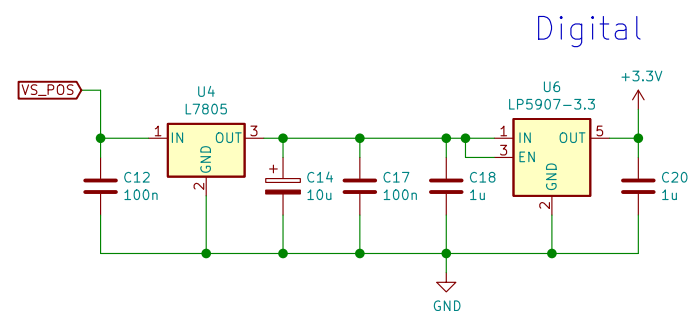 Digital
+3.3V
VS_POS
U4
L7805
U6
LP5907-3.3
1 IN OUT 3
GND
2
1 IN OUT 5
3 EN
GND
2
C12
100n
+
C14
10u
C17
100n
C18
1u
C20
1u
GND